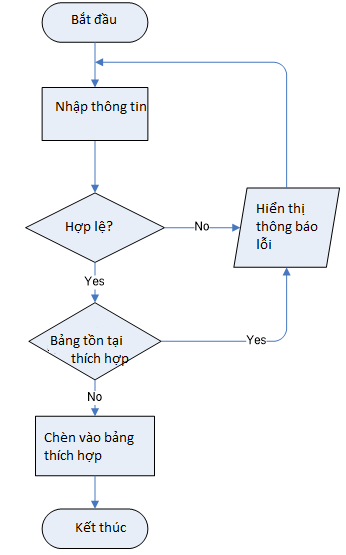 Bắt đầu
Nhập thông tin
Hợp lệ?
No
Hiển thị
thông báo
lỗi
Yes
Bảng tồn tại
thích hợp
Yes
No
Chèn vào bảng
thích hợp
Kết thúc